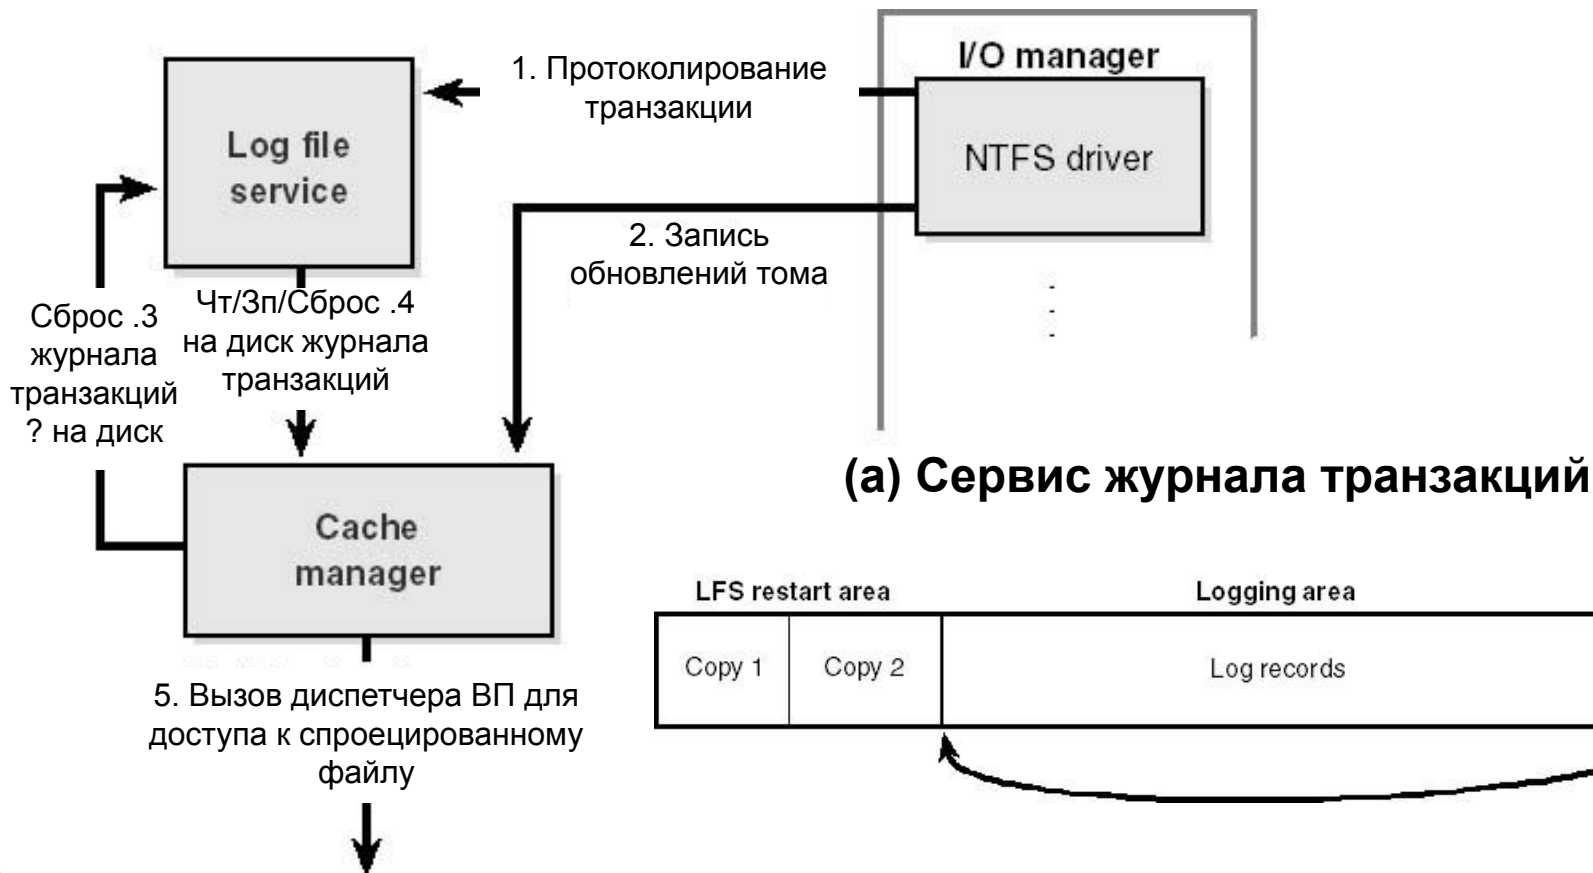 I/O manager
1. Протоколирование
транзакции
Log file
service
NTFS driver
2. Запись
обновлений тома
Сброс .3
журнала
транзакций
? на диск
Чт/Зп/Сброс .4
на диск журнала
транзакций
(a) Сервис журнала транзакций
Cache
manager
LFS restart area
Logging area
Copy 1
Copy 2
Log records
5. Вызов диспетчера ВП для
доступа к спроецированному
файлу